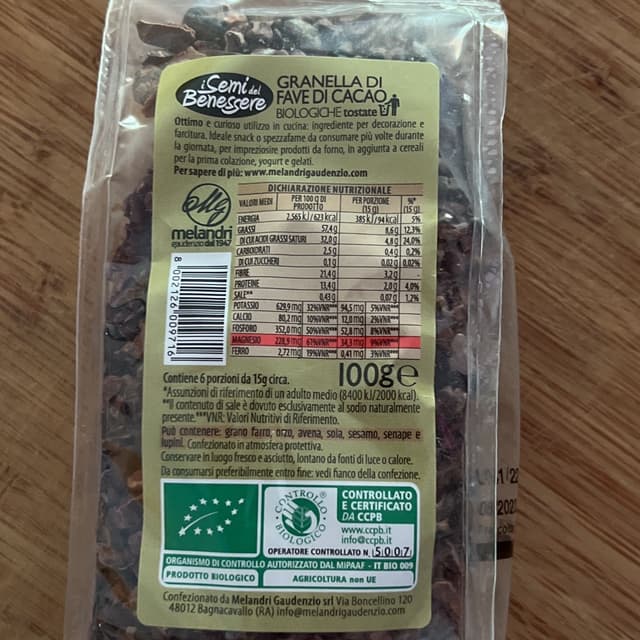 i Semi del
Benessere
GRANELLA DI
FAVE DI CACAO
BIOLOGICHE tostate
Ottimo e curioso utilizzo in cucina: ingrediente per decorazione e
farcitura. Ideale snack o spezzafame da consumare più volte durante
la giornata, per impreziosire prodotti da forno, in aggiunta a cereali
per la prima colazione, yogurt e gelati.
Per sapere di più: www.melandrigaudenzio.com
melandri
gaudenzio dal 1947
8 002126 009716
DICHIARAZIONE NUTRIZIONALE
VALORI MEDI PER 100 G DI PRODOTTO PER PORZIONE (15 g) %* (15 g)
ENERGIA 2.565 kJ/623 kcal 385 kJ/94 kcal 5%
GRASSI 52,4 g 8,6 g 12,3%
DI CUI ACIDI GRASSI SATURI 32,0 g 4,8 g 24,0%
CARBOIDRATI 2,5 g 0,4 g 0,2%
DI CUI ZUCCHERI 0,1 g 0,02 g 0,02%
FIBRE 21,4 g 3,2 g
PROTEINE 13,4 g 2,0 g 4,0%
SALE** 0,43 g 0,07 g 1,2%
POTASSIO 629,9 mg 32%VNR*** 94,5 mg 5%VNR***
CALCIO 80,2 mg 10%VNR*** 12,0 mg 2%VNR***
FOSFORO 352,0 mg 50%VNR*** 52,8 mg 8%VNR***
MAGNESIO 228,9 mg 61%VNR*** 34,3 mg 9%VNR***
FERRO 2,72 mg 19%VNR*** 0,41 mg 3%VNR***
100g e
Contiene 6 porzioni da 15g circa.
*Assunzioni di riferimento di un adulto medio (8400 kJ/2000 kcal).
**Il contenuto di sale è dovuto esclusivamente al sodio naturalmente
presente.***VNR: Valori Nutritivi di Riferimento.
Può contenere: grano farro, orzo, avena, soia, sesamo, senape e
lupini. Confezionato in atmosfera protettiva.
Conservare in luogo fresco e asciutto, lontano da fonti di luce o calore.
Da consumarsi preferibilmente entro fine: vedi fianco della confezione.
CONTROLLO
BIOLOGICO
CONTROLLATO
E CERTIFICATO
DA CCPB
www.ccpb.it
info@ccpb.it
OPERATORE CONTROLLATO N. 5007
ORGANISMO DI CONTROLLO AUTORIZZATO DAL MIPAAF - IT BIO 009
PRODOTTO BIOLOGICO
AGRICOLTURA non UE
Confezionato da Melandri Gaudenzio srl Via Boncellino 120
48012 Bagnacavallo (RA) info@melandrigaudenzio.com